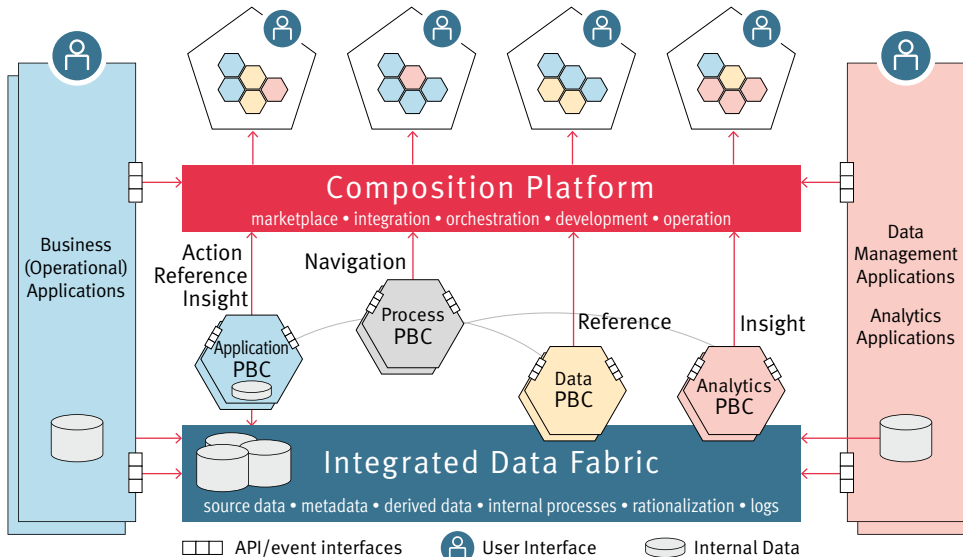 Composition Platform
marketplace • integration • orchestration • development • operation
Business
(Operational)
Applications
Data
Management
Applications
Analytics
Applications
Action
Reference
Insight
Navigation
Reference
Insight
Application
PBC
Process
PBC
Data
PBC
Analytics
PBC
Integrated Data Fabric
source data • metadata • derived data • internal processes • rationalization • logs
API/event interfaces
User Interface
Internal Data